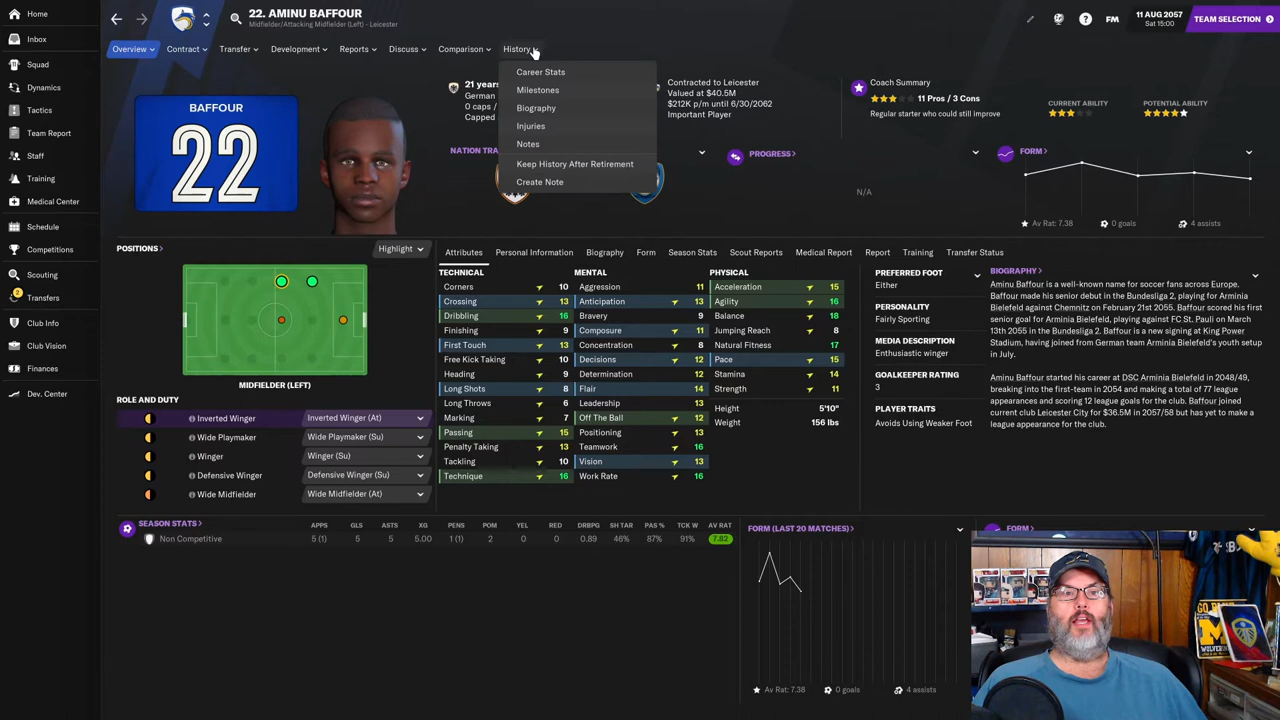 Home
Inbox
Squad
Dynamics
Tactics
Team Report
Staff
Training
Medical Center
Schedule
Competitions
Scouting
2
Transfers
Club Info
Club Vision
Finances
Dev. Center
22. AMINU BAFFOUR
Midfielder/Attacking Midfielder (Left) - Leicester
FM
11 AUG 2057
Sat 15:00
TEAM SELECTION
Overview
Contract
Transfer
Development
Reports
Discuss
Comparison
History
Career Stats
Milestones
Biography
Injuries
Notes
Keep History After Retirement
Create Note
BAFFOUR
22
21 years
German
0 caps /
Capped
Contracted to Leicester
Valued at $40.5M
$212K p/m until 6/30/2062
Important Player
Coach Summary
11 Pros / 3 Cons
Regular starter who could still improve
CURRENT ABILITY
POTENTIAL ABILITY
NATION TRA
PROGRESS
N/A
FORM
Av Rat: 7.38
0 goals
4 assists
POSITIONS
Highlight
MIDFIELDER (LEFT)
ROLE AND DUTY
Inverted Winger Inverted Winger (At)
Wide Playmaker Wide Playmaker (Su)
Winger Winger (Su)
Defensive Winger Defensive Winger (Su)
Wide Midfielder Wide Midfielder (At)
Attributes Personal Information Biography Form Season Stats Scout Reports Medical Report Report Training Transfer Status
TECHNICAL
Corners 10
Crossing 13
Dribbling 16
Finishing 9
First Touch 13
Free Kick Taking 10
Heading 9
Long Shots 8
Long Throws 6
Marking 7
Passing 15
Penalty Taking 13
Tackling 10
Technique 16
MENTAL
Aggression 11
Anticipation 13
Bravery 9
Composure 11
Concentration 8
Decisions 12
Determination 12
Flair 14
Leadership 13
Off The Ball 12
Positioning 13
Teamwork 16
Vision 13
Work Rate 16
PHYSICAL
Acceleration 15
Agility 16
Balance 18
Jumping Reach 8
Natural Fitness 17
Pace 15
Stamina 14
Strength 11
Height 5'10"
Weight 156 lbs
PREFERRED FOOT
Either
PERSONALITY
Fairly Sporting
MEDIA DESCRIPTION
Enthusiastic winger
GOALKEEPER RATING
3
PLAYER TRAITS
Avoids Using Weaker Foot
BIOGRAPHY
Aminu Baffour is a well-known name for soccer fans across Europe.
Baffour made his senior debut in the Bundesliga 2, playing for Arminia
Bielefeld against Chemnitz on February 21st 2055. Baffour scored his first
senior goal for Arminia Bielefeld, playing against FC St. Pauli on March
13th 2055 in the Bundesliga 2. Baffour is a new signing at King Power
Stadium, having joined from German team Arminia Bielefeld's youth setup
in July.
Aminu Baffour started his career at DSC Arminia Bielefeld in 2048/49,
breaking into the first-team in 2054 and making a total of 77 league
appearances and scoring 12 league goals for the club. Baffour joined
current club Leicester City for $36.5M in 2057/58 but has yet to make a
league appearance for the club.
SEASON STATS APPS GLS ASTS XG PENS POM YEL RED DRBPG SH TAR PAS % TCK W AV RAT
Non Competitive 5 (1) 5 5 5.00 1 (1) 2 0 0 0.89 46% 87% 91% 7.82
FORM (LAST 20 MATCHES)
Av Rat: 7.38
0 goals
4 assists
FORM